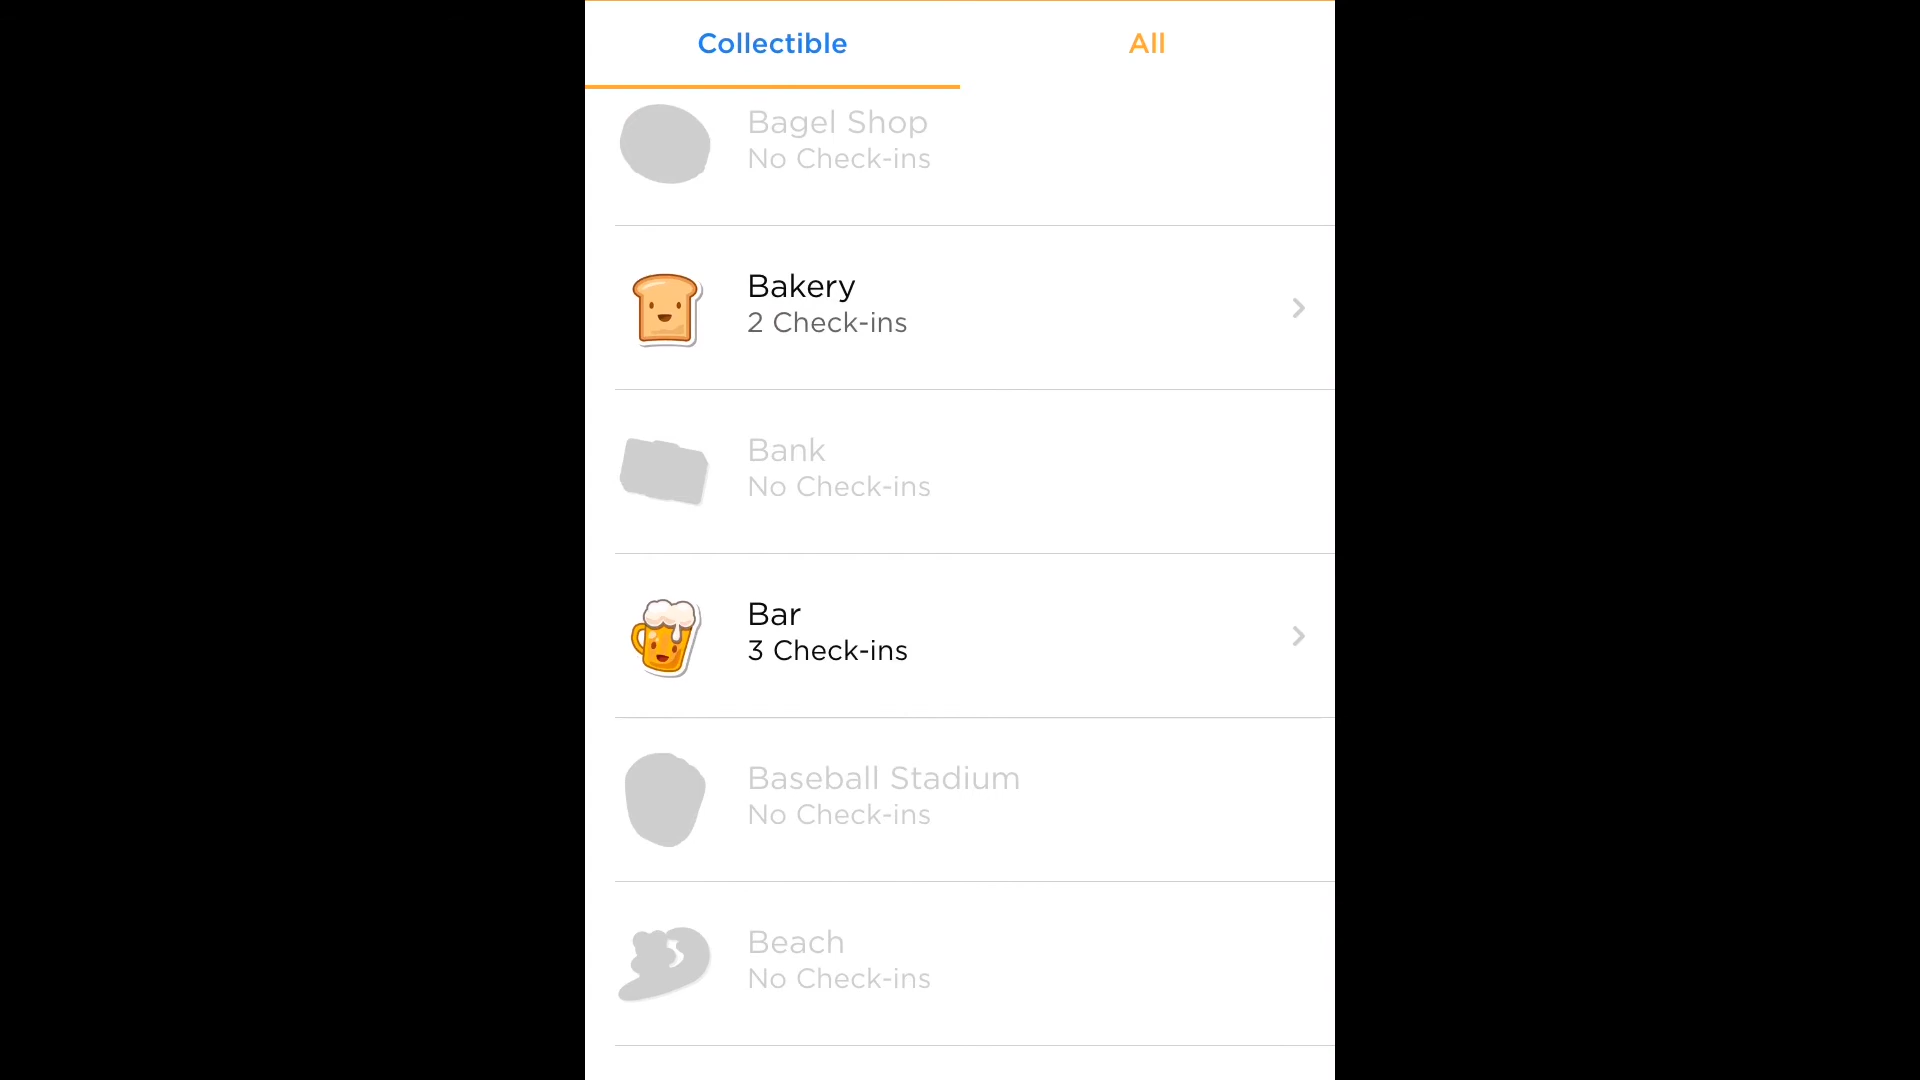 Collectible
All
Bagel Shop
No Check-ins
Bakery
2 Check-ins
Bank
No Check-ins
Bar
3 Check-ins
Baseball Stadium
No Check-ins
Beach
No Check-ins